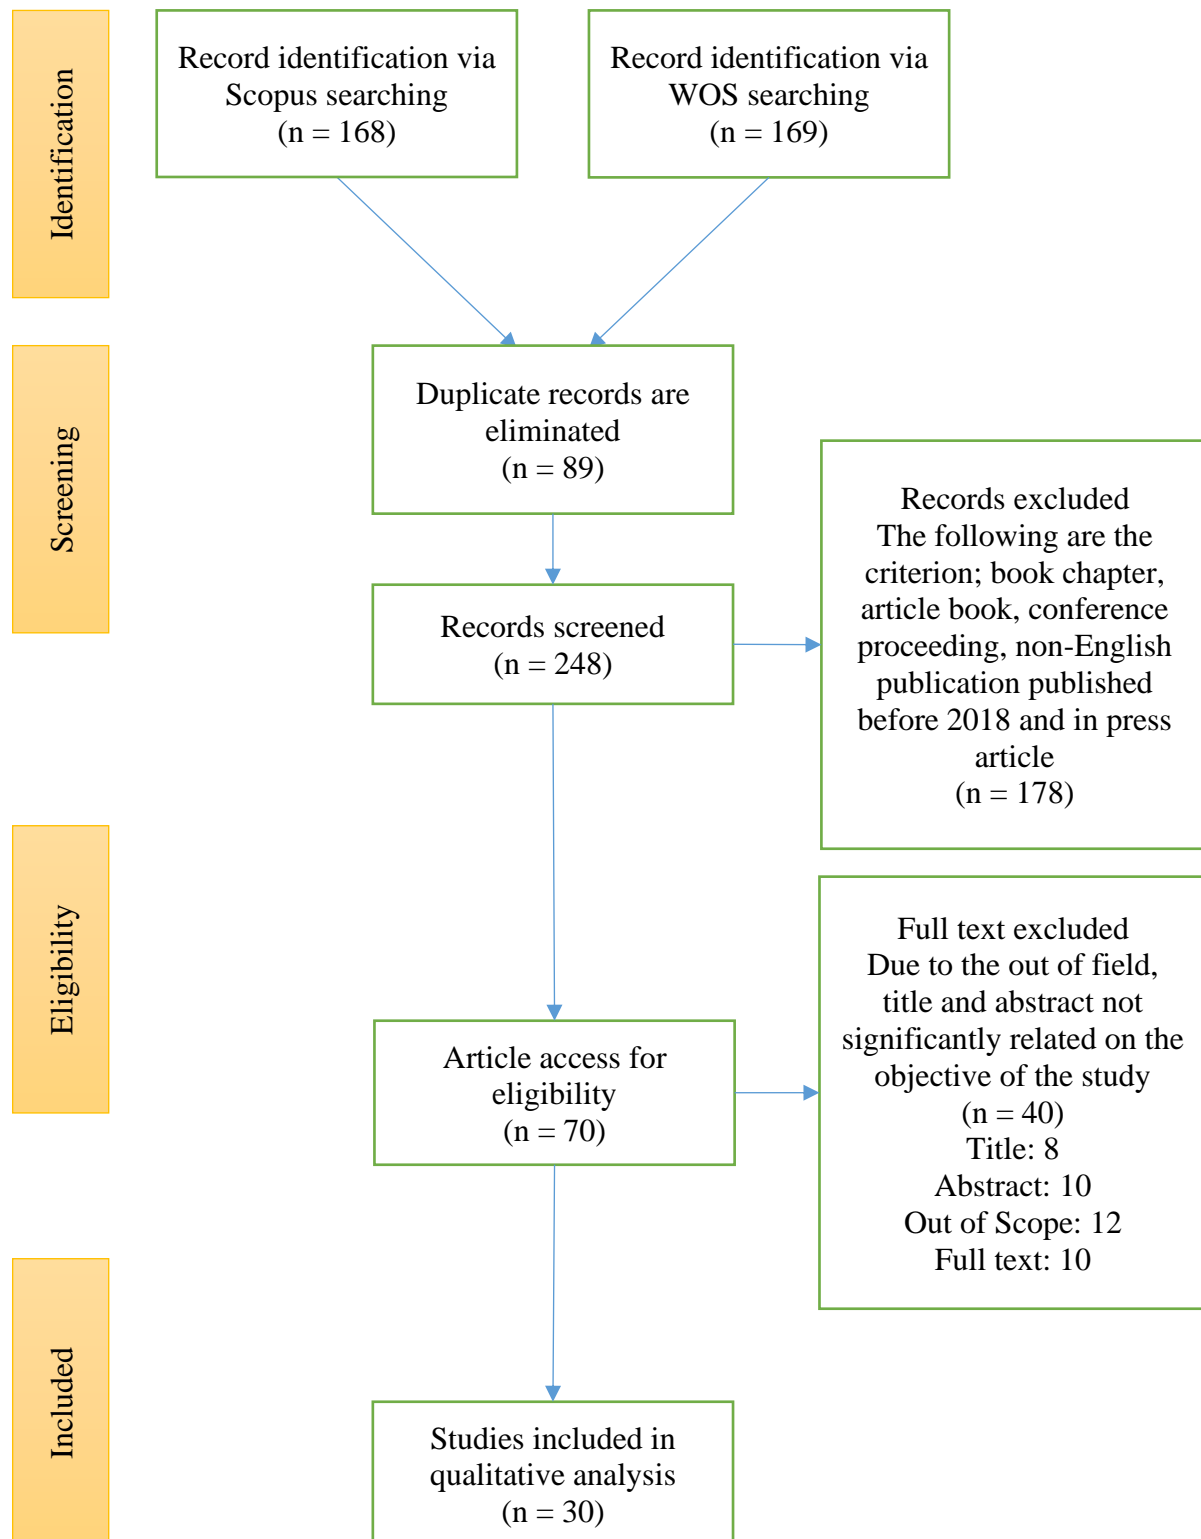 Identification
Record identification via
Scopus searching
(n = 168)
Record identification via
WOS searching
(n = 169)
Screening
Duplicate records are
eliminated
(n = 89)
Records screened
(n = 248)
Records excluded
The following are the
criterion; book chapter,
article book, conference
proceeding, non-English
publication published
before 2018 and in press
article
(n = 178)
Eligibility
Article access for
eligibility
(n = 70)
Full text excluded
Due to the out of field,
title and abstract not
significantly related on the
objective of the study
(n = 40)
Title: 8
Abstract: 10
Out of Scope: 12
Full text: 10
Included
Studies included in
qualitative analysis
(n = 30)